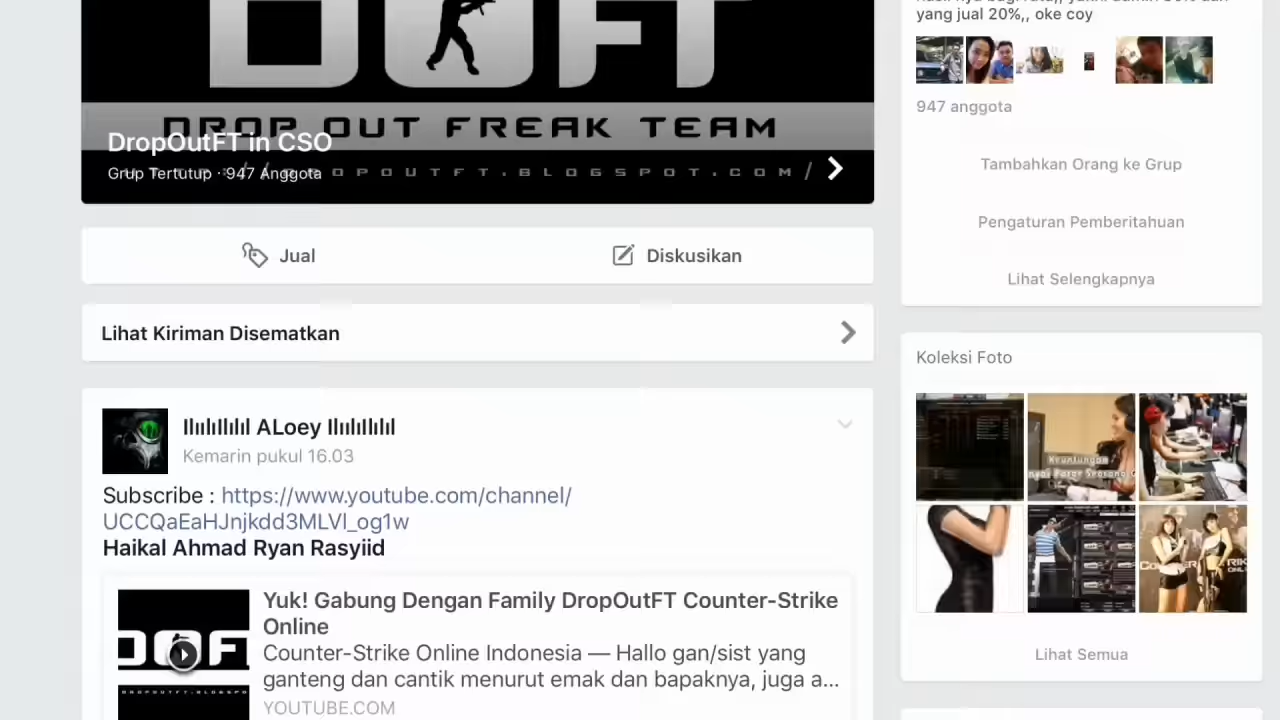 DROP OUT FREAK TEAM
DropOutFT in CSO
Grup Tertutup · 947 Anggota
Jual
Diskusikan
Lihat Kiriman Disematkan
Ilıılılılıl ALoey Ilıılılılıl
Kemarin pukul 16.03
Subscribe : https://www.youtube.com/channel/
UCCQaEaHJnjkdd3MLVl_og1w
Haikal Ahmad Ryan Rasyiid
Yuk! Gabung Dengan Family DropOutFT Counter-Strike
Online
Counter-Strike Online Indonesia — Hallo gan/sist yang
ganteng dan cantik menurut emak dan bapaknya, juga a...
YOUTUBE.COM
yang jual 20%,, oke coy
947 anggota
Tambahkan Orang ke Grup
Pengaturan Pemberitahuan
Lihat Selengkapnya
Koleksi Foto
Keuntungan
Lihat Semua